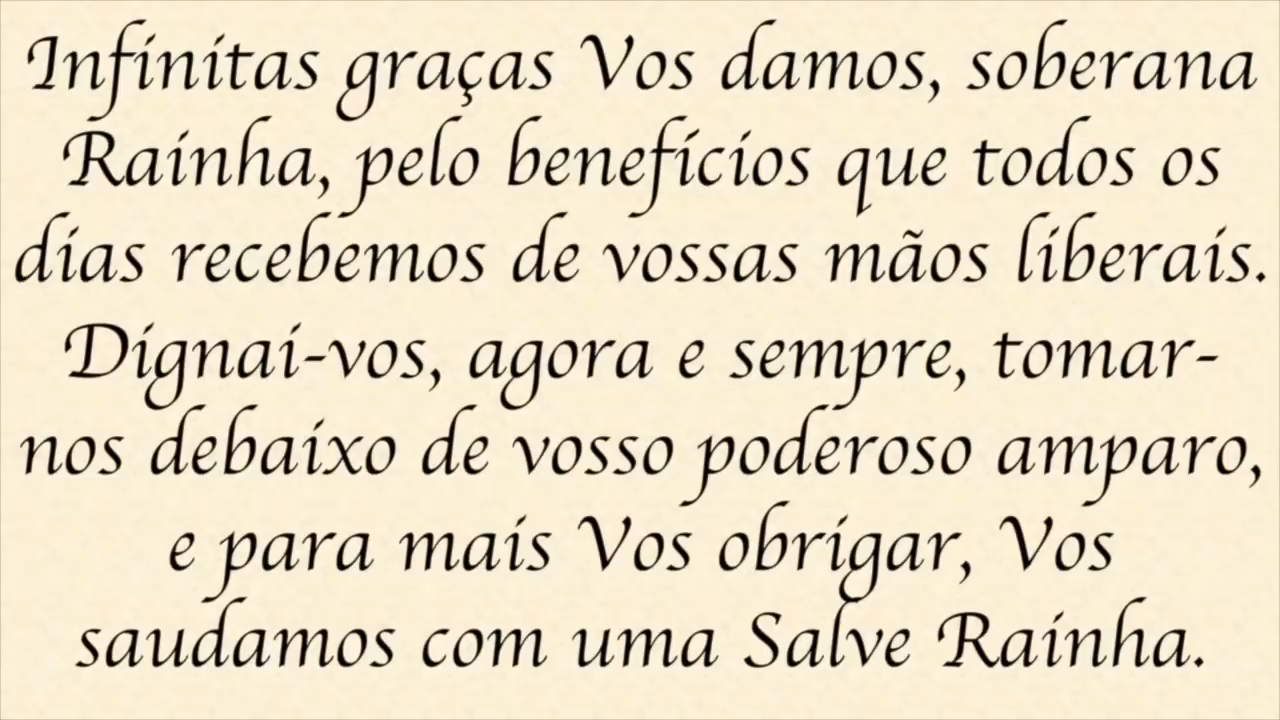 Infinitas graças Vos damos, soberana
Rainha, pelo benefícios que todos os
dias recebemos de vossas mãos liberais.
Dignai-vos, agora e sempre, tomar-
nos debaixo de vosso poderoso amparo,
e para mais Vos obrigar, Vos
saudamos com uma Salve Rainha.